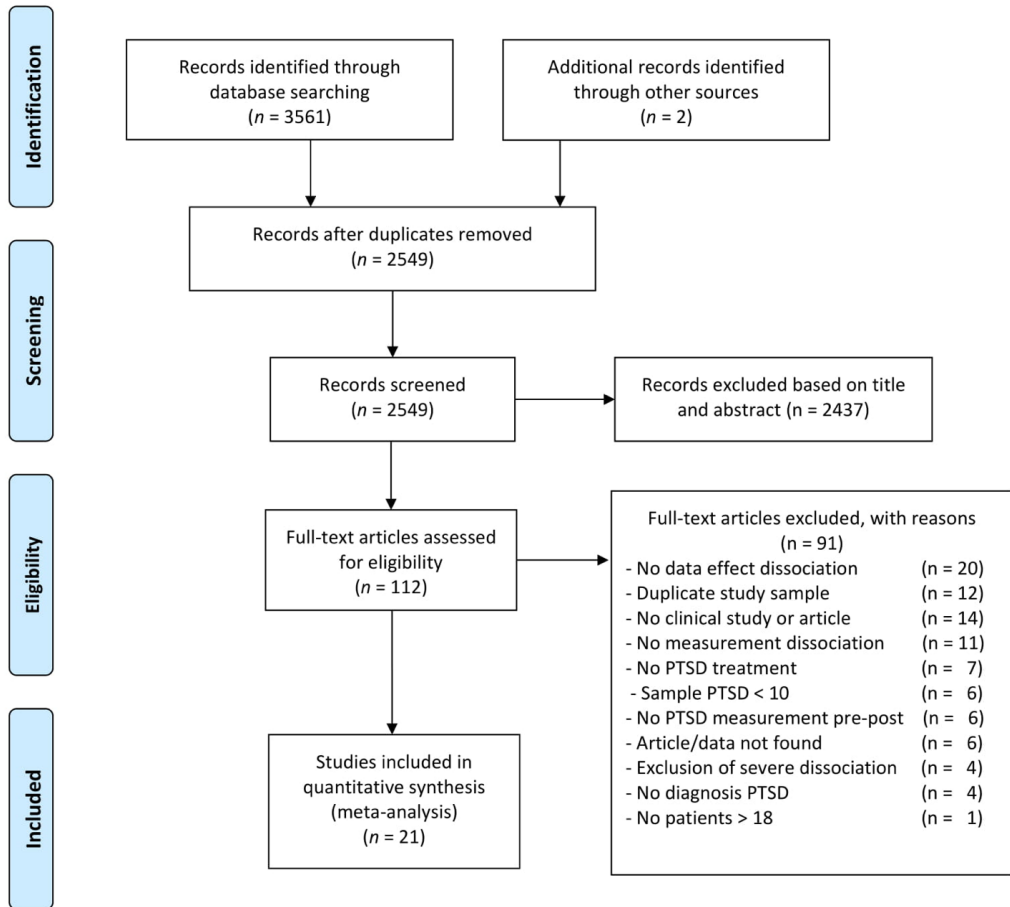 Identification
Records identified through
database searching
(n = 3561)
Additional records identified
through other sources
(n = 2)
Records after duplicates removed
(n = 2549)
Screening
Records screened
(n = 2549)
Records excluded based on title
and abstract (n = 2437)
Eligibility
Full-text articles assessed
for eligibility
(n = 112)
Full-text articles excluded, with reasons
(n = 91)
- No data effect dissociation (n = 20)
- Duplicate study sample (n = 12)
- No clinical study or article (n = 14)
- No measurement dissociation (n = 11)
- No PTSD treatment (n = 7)
- Sample PTSD < 10 (n = 6)
- No PTSD measurement pre-post (n = 6)
- Article/data not found (n = 6)
- Exclusion of severe dissociation (n = 4)
- No diagnosis PTSD (n = 4)
- No patients > 18 (n = 1)
Included
Studies included in
quantitative synthesis
(meta-analysis)
(n = 21)